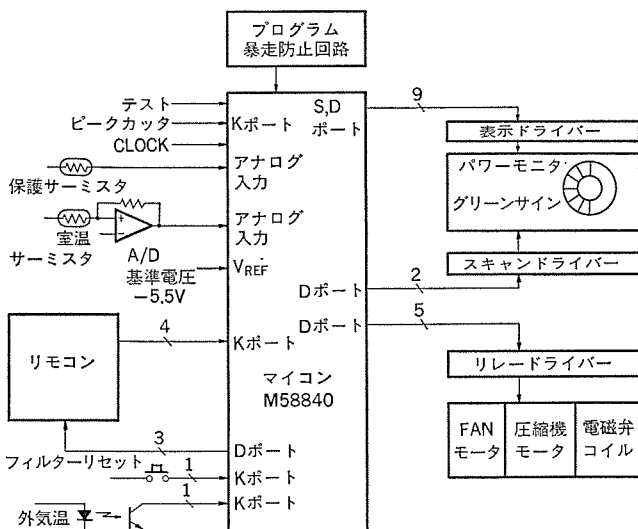 プログラム
暴走防止回路
テスト
ピークカッタ
CLOCK
Kポート
S,D
ポート
9
表示ドライバー
保護サーミスタ
アナログ
入力
パワーモニタ
グリーンサイン
室温
サーミスタ
アナログ
入力
A/D
基準電圧
−5.5V
VREF
スキャンドライバー
Dポート
2
Dポート
5
リモコン
4
Kポート
マイコン
M58840
リレードライバー
FAN
モータ
圧縮機
モータ
電磁弁
コイル
3
Dポート
フィルターリセット
1
Kポート
1
Kポート
外気温